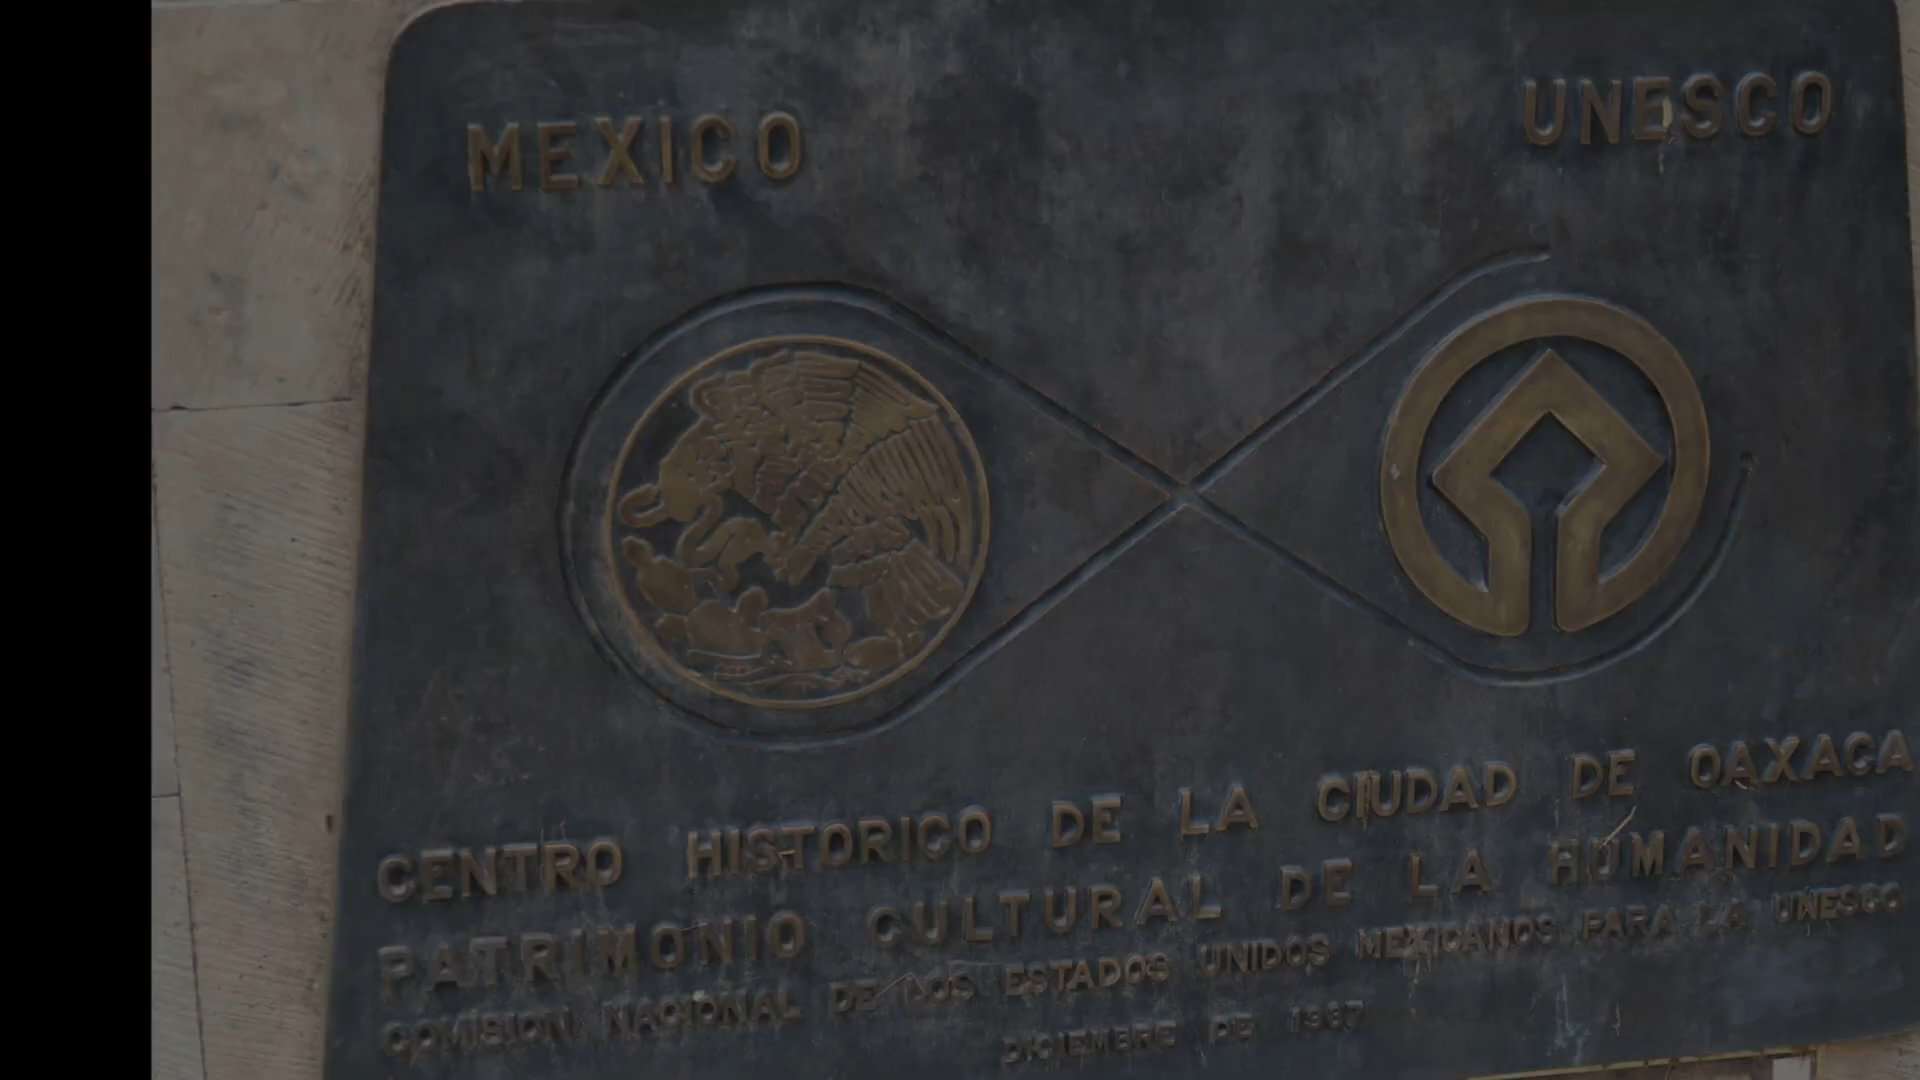 MEXICO UNESCO
CENTRO HISTORICO DE LA CIUDAD DE OAXACA
PATRIMONIO CULTURAL DE LA HUMANIDAD
COMISION NACIONAL DE LOS ESTADOS UNIDOS MEXICANOS PARA LA UNESCO
DICIEMBRE DE 1987